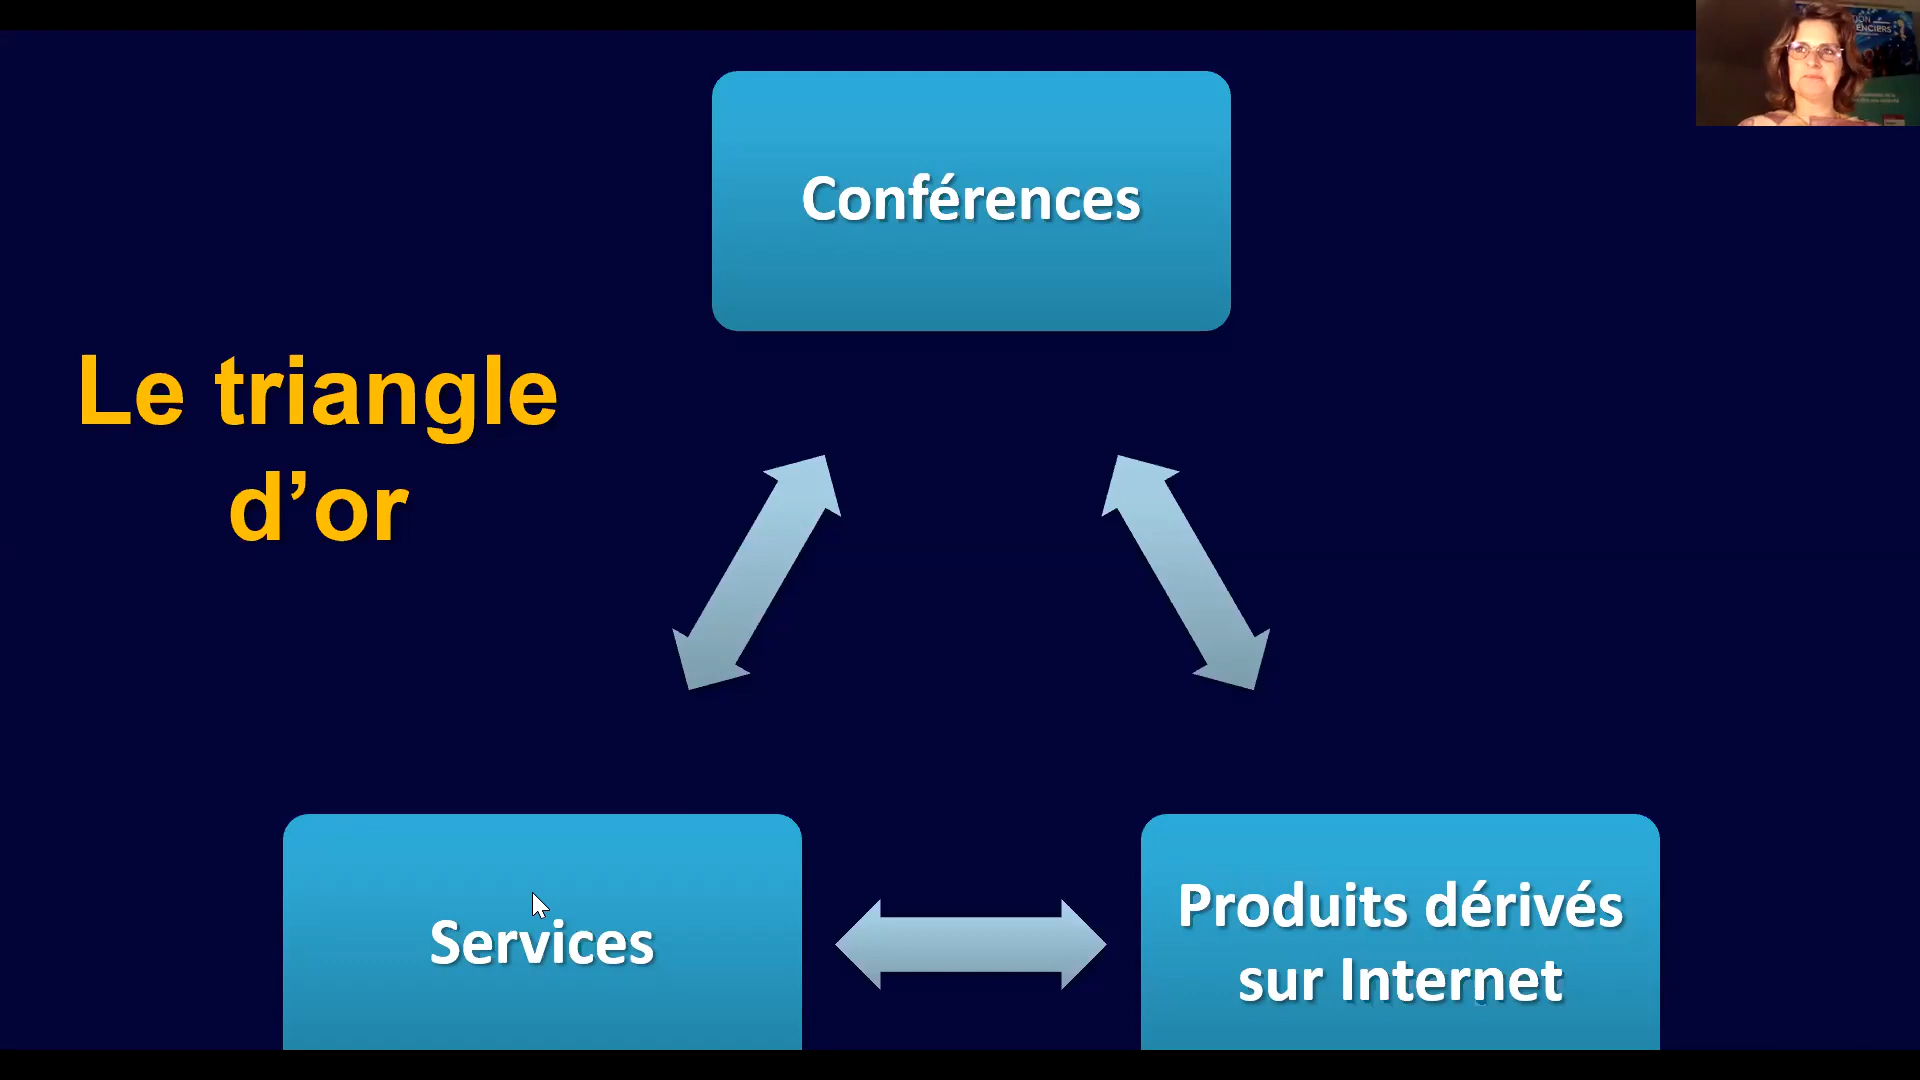 Conférences
Le triangle
d’or
Services
Produits dérivés
sur Internet